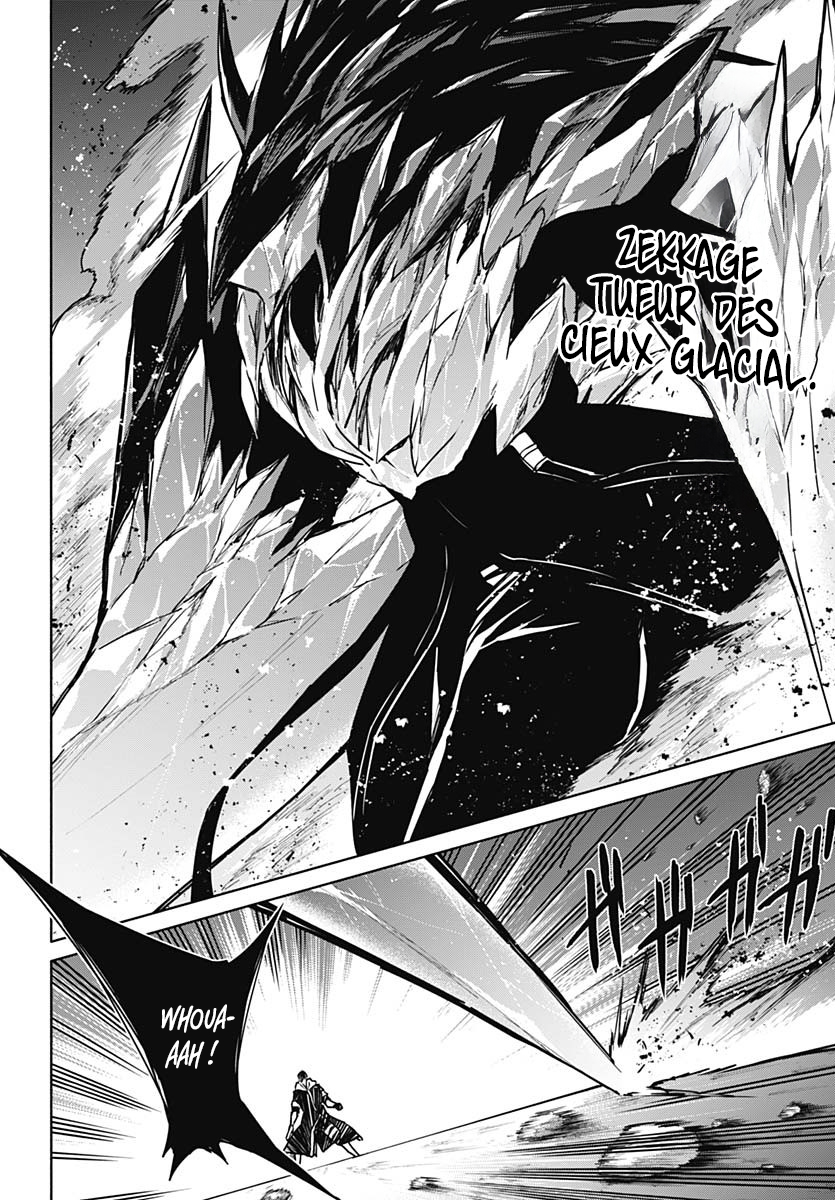 ZEKKAGE
TUEUR DES
CIEUX GLACIAL.
ガガガガ
WHOUA-
AAH !